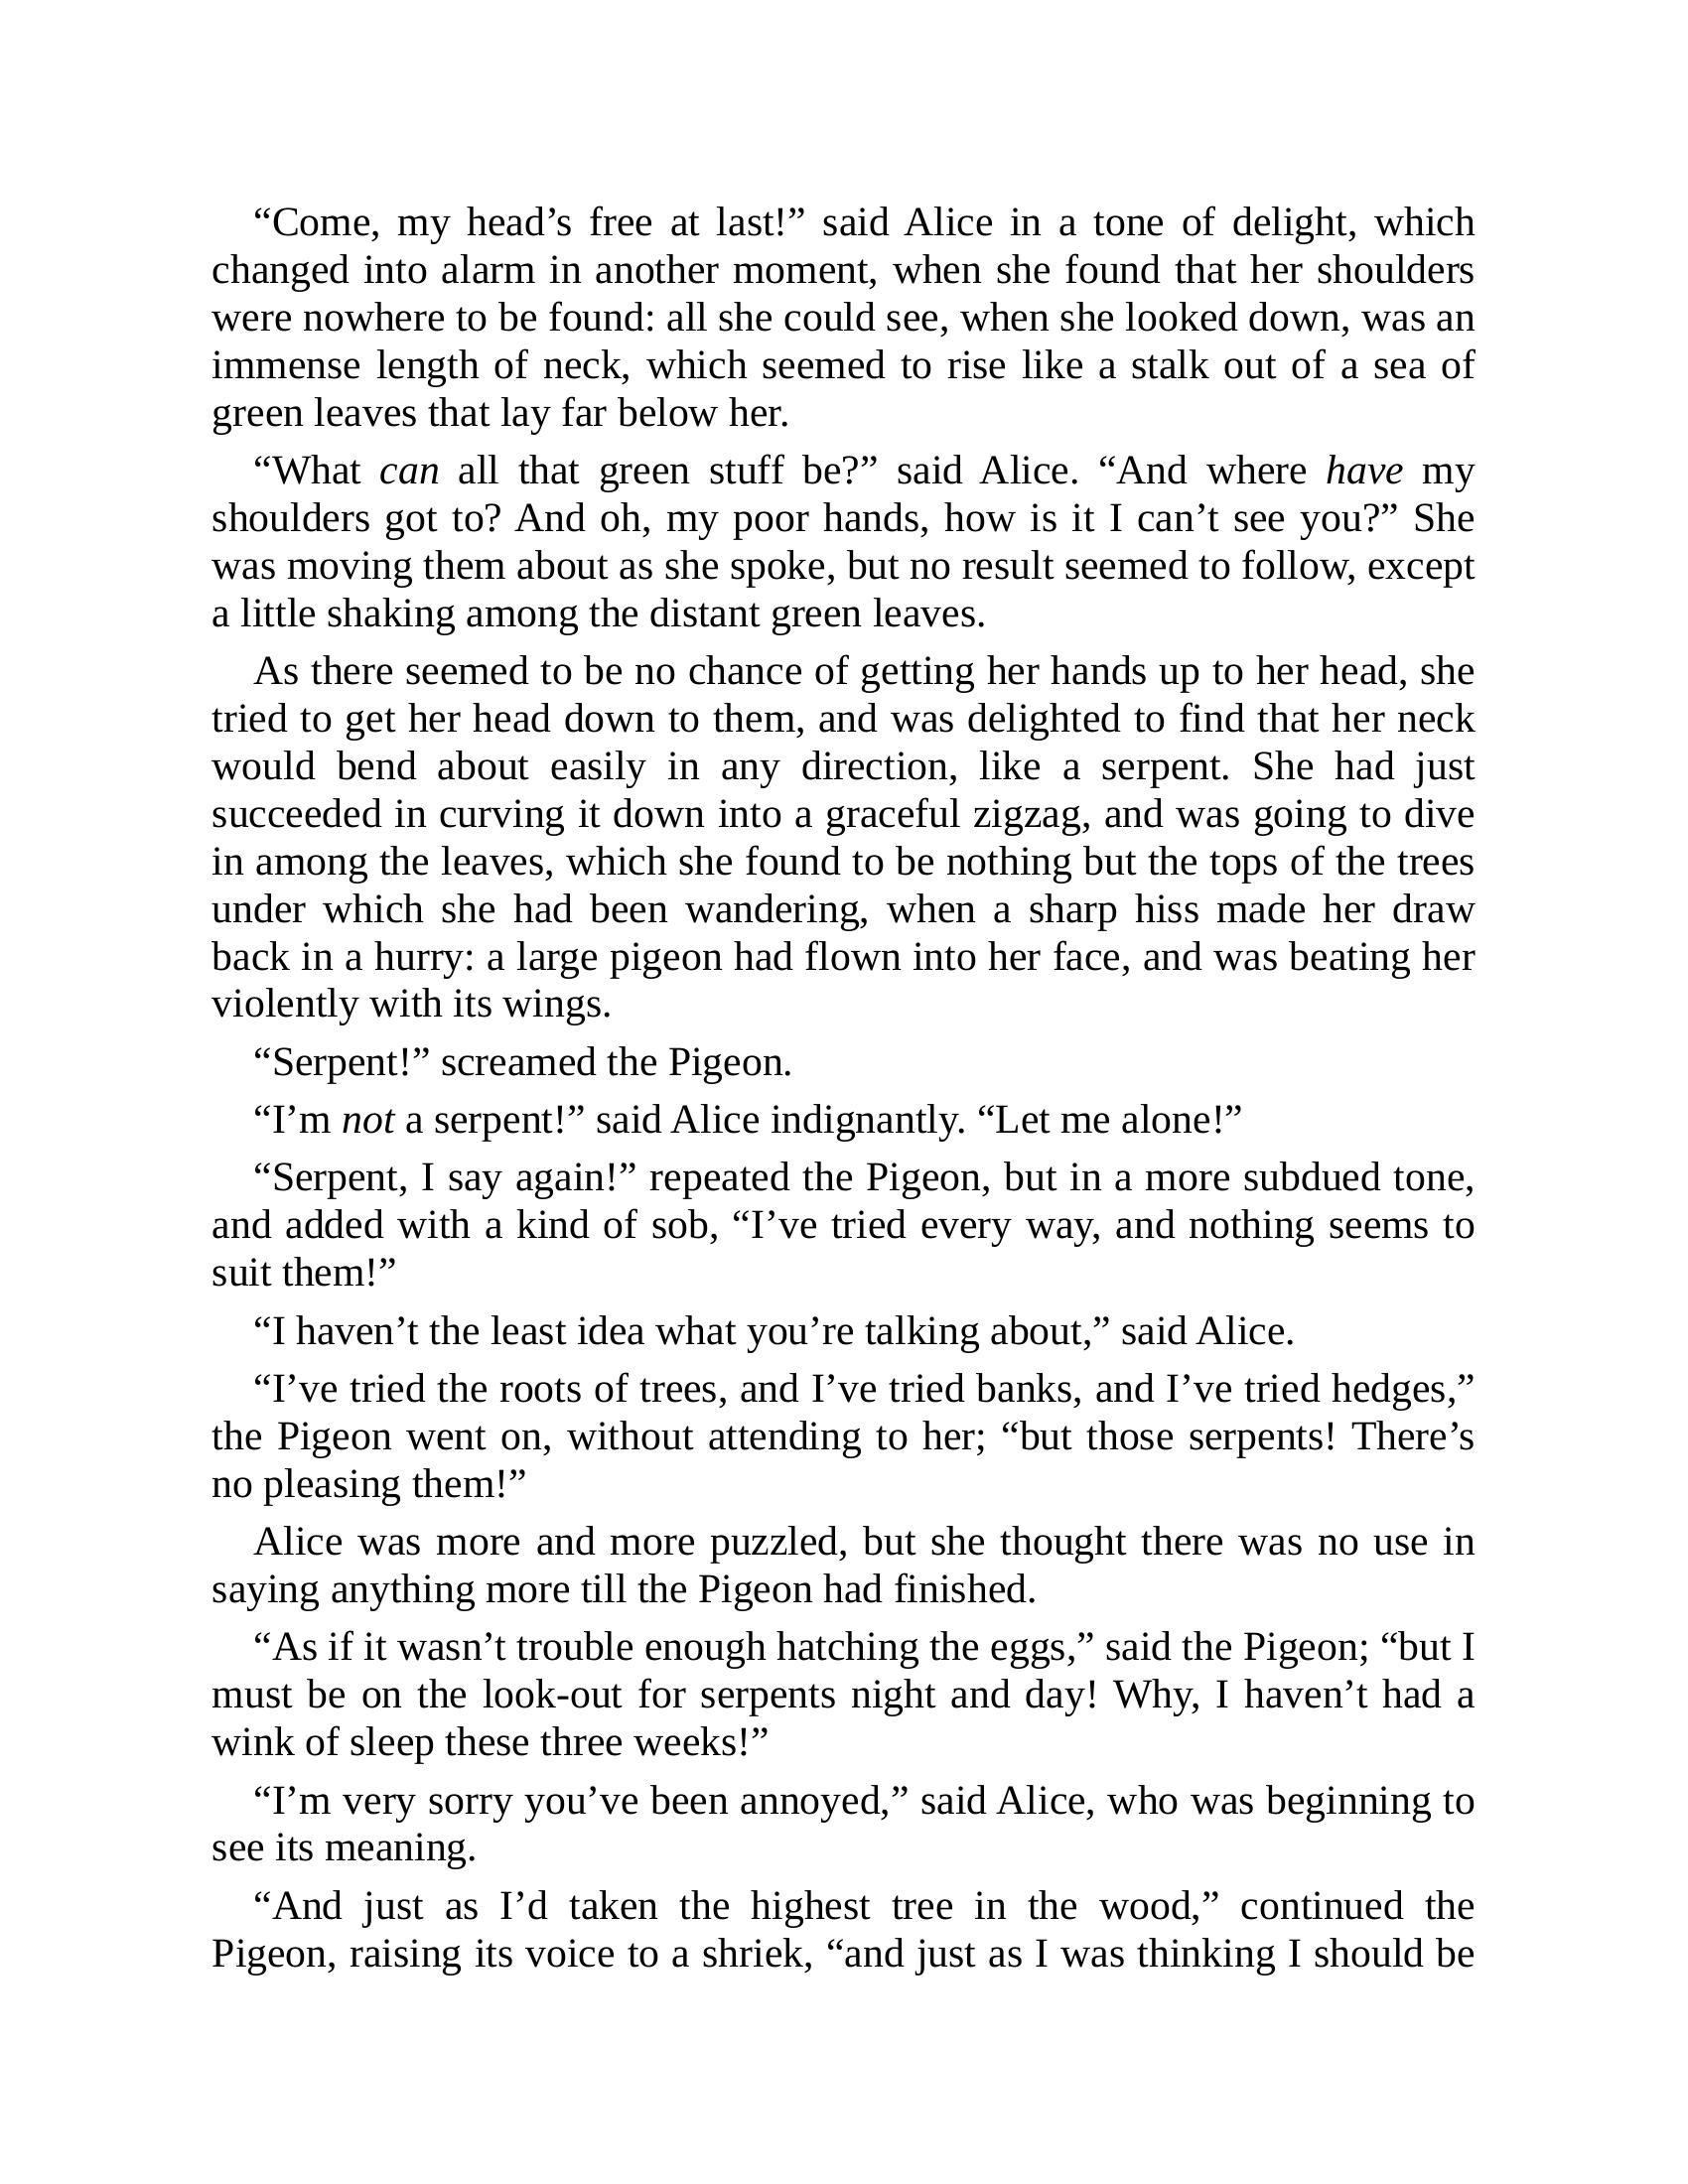 “Come, my head’s free at last!” said Alice in a tone of delight, which
changed into alarm in another moment, when she found that her shoulders
were nowhere to be found: all she could see, when she looked down, was an
immense length of neck, which seemed to rise like a stalk out of a sea of
green leaves that lay far below her.
“What can all that green stuff be?” said Alice. “And where have my
shoulders got to? And oh, my poor hands, how is it I can’t see you?” She
was moving them about as she spoke, but no result seemed to follow, except
a little shaking among the distant green leaves.
As there seemed to be no chance of getting her hands up to her head, she
tried to get her head down to them, and was delighted to find that her neck
would bend about easily in any direction, like a serpent. She had just
succeeded in curving it down into a graceful zigzag, and was going to dive
in among the leaves, which she found to be nothing but the tops of the trees
under which she had been wandering, when a sharp hiss made her draw
back in a hurry: a large pigeon had flown into her face, and was beating her
violently with its wings.
“Serpent!” screamed the Pigeon.
“I’m not a serpent!” said Alice indignantly. “Let me alone!”
“Serpent, I say again!” repeated the Pigeon, but in a more subdued tone,
and added with a kind of sob, “I’ve tried every way, and nothing seems to
suit them!”
“I haven’t the least idea what you’re talking about,” said Alice.
“I’ve tried the roots of trees, and I’ve tried banks, and I’ve tried hedges,”
the Pigeon went on, without attending to her; “but those serpents! There’s
no pleasing them!”
Alice was more and more puzzled, but she thought there was no use in
saying anything more till the Pigeon had finished.
“As if it wasn’t trouble enough hatching the eggs,” said the Pigeon; “but I
must be on the look-out for serpents night and day! Why, I haven’t had a
wink of sleep these three weeks!”
“I’m very sorry you’ve been annoyed,” said Alice, who was beginning to
see its meaning.
“And just as I’d taken the highest tree in the wood,” continued the
Pigeon, raising its voice to a shriek, “and just as I was thinking I should be